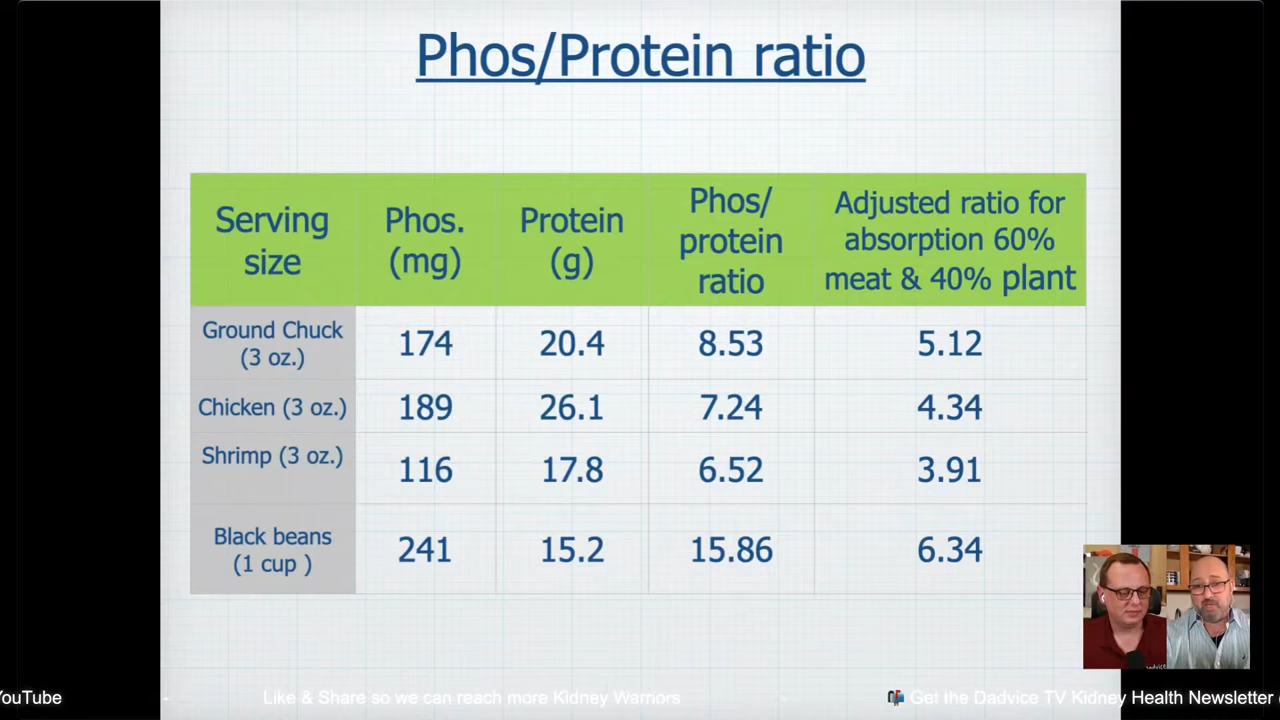 Phos/Protein ratio
Serving size
Phos. (mg)
Protein (g)
Phos/ protein ratio
Adjusted ratio for absorption 60% meat & 40% plant
Ground Chuck (3 oz.) 174 20.4 8.53 5.12
Chicken (3 oz.) 189 26.1 7.24 4.34
Shrimp (3 oz.) 116 17.8 6.52 3.91
Black beans (1 cup ) 241 15.2 15.86 6.34
YouTube Like & Share so we can reach more Kidney Warriors 📬 Get the Dadvice TV Kidney Health Newsletter